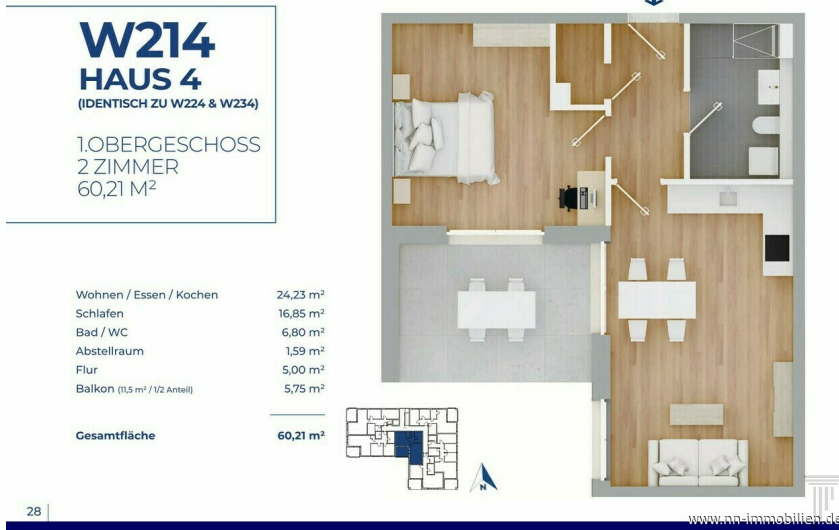 W214
HAUS 4
(IDENTISCH ZU W224 & W234)
1.OBERGESCHOSS
2 ZIMMER
60,21 M²
Wohnen / Essen / Kochen 24,23 m²
Schlafen 16,85 m²
Bad / WC 6,80 m²
Abstellraum 1,59 m²
Flur 5,00 m²
Balkon (11,5 m² / 1/2 Anteil) 5,75 m²
Gesamtfläche 60,21 m²
N
28
www.nn-immobilien.de